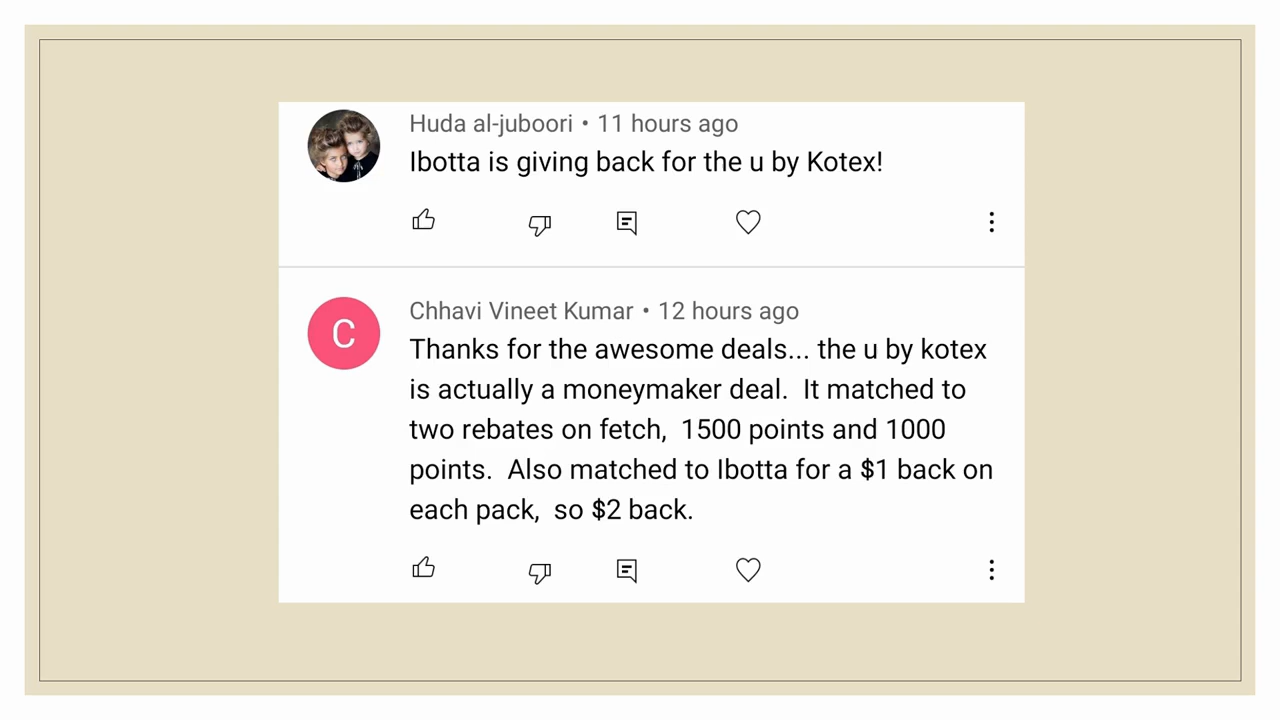 Huda al-juboori • 11 hours ago
Ibotta is giving back for the u by Kotex!
C
Chhavi Vineet Kumar • 12 hours ago
Thanks for the awesome deals... the u by kotex
is actually a moneymaker deal.  It matched to
two rebates on fetch,  1500 points and 1000
points.  Also matched to Ibotta for a $1 back on
each pack,  so $2 back.